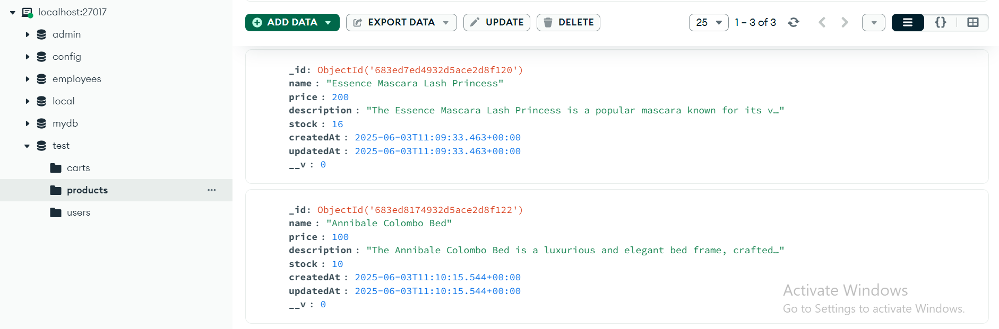 localhost:27017
admin
config
employees
local
mydb
test
carts
products
users
ADD DATA EXPORT DATA UPDATE DELETE 25 1 – 3 of 3 {}
_id: ObjectId('683ed7ed4932d5ace2d8f120')
name : "Essence Mascara Lash Princess"
price : 200
description : "The Essence Mascara Lash Princess is a popular mascara known for its v…"
stock : 16
createdAt : 2025-06-03T11:09:33.463+00:00
updatedAt : 2025-06-03T11:09:33.463+00:00
__v : 0
_id: ObjectId('683ed8174932d5ace2d8f122')
name : "Annibale Colombo Bed"
price : 100
description : "The Annibale Colombo Bed is a luxurious and elegant bed frame, crafted…"
stock : 10
createdAt : 2025-06-03T11:10:15.544+00:00
updatedAt : 2025-06-03T11:10:15.544+00:00
__v : 0
Activate Windows
Go to Settings to activate Windows.